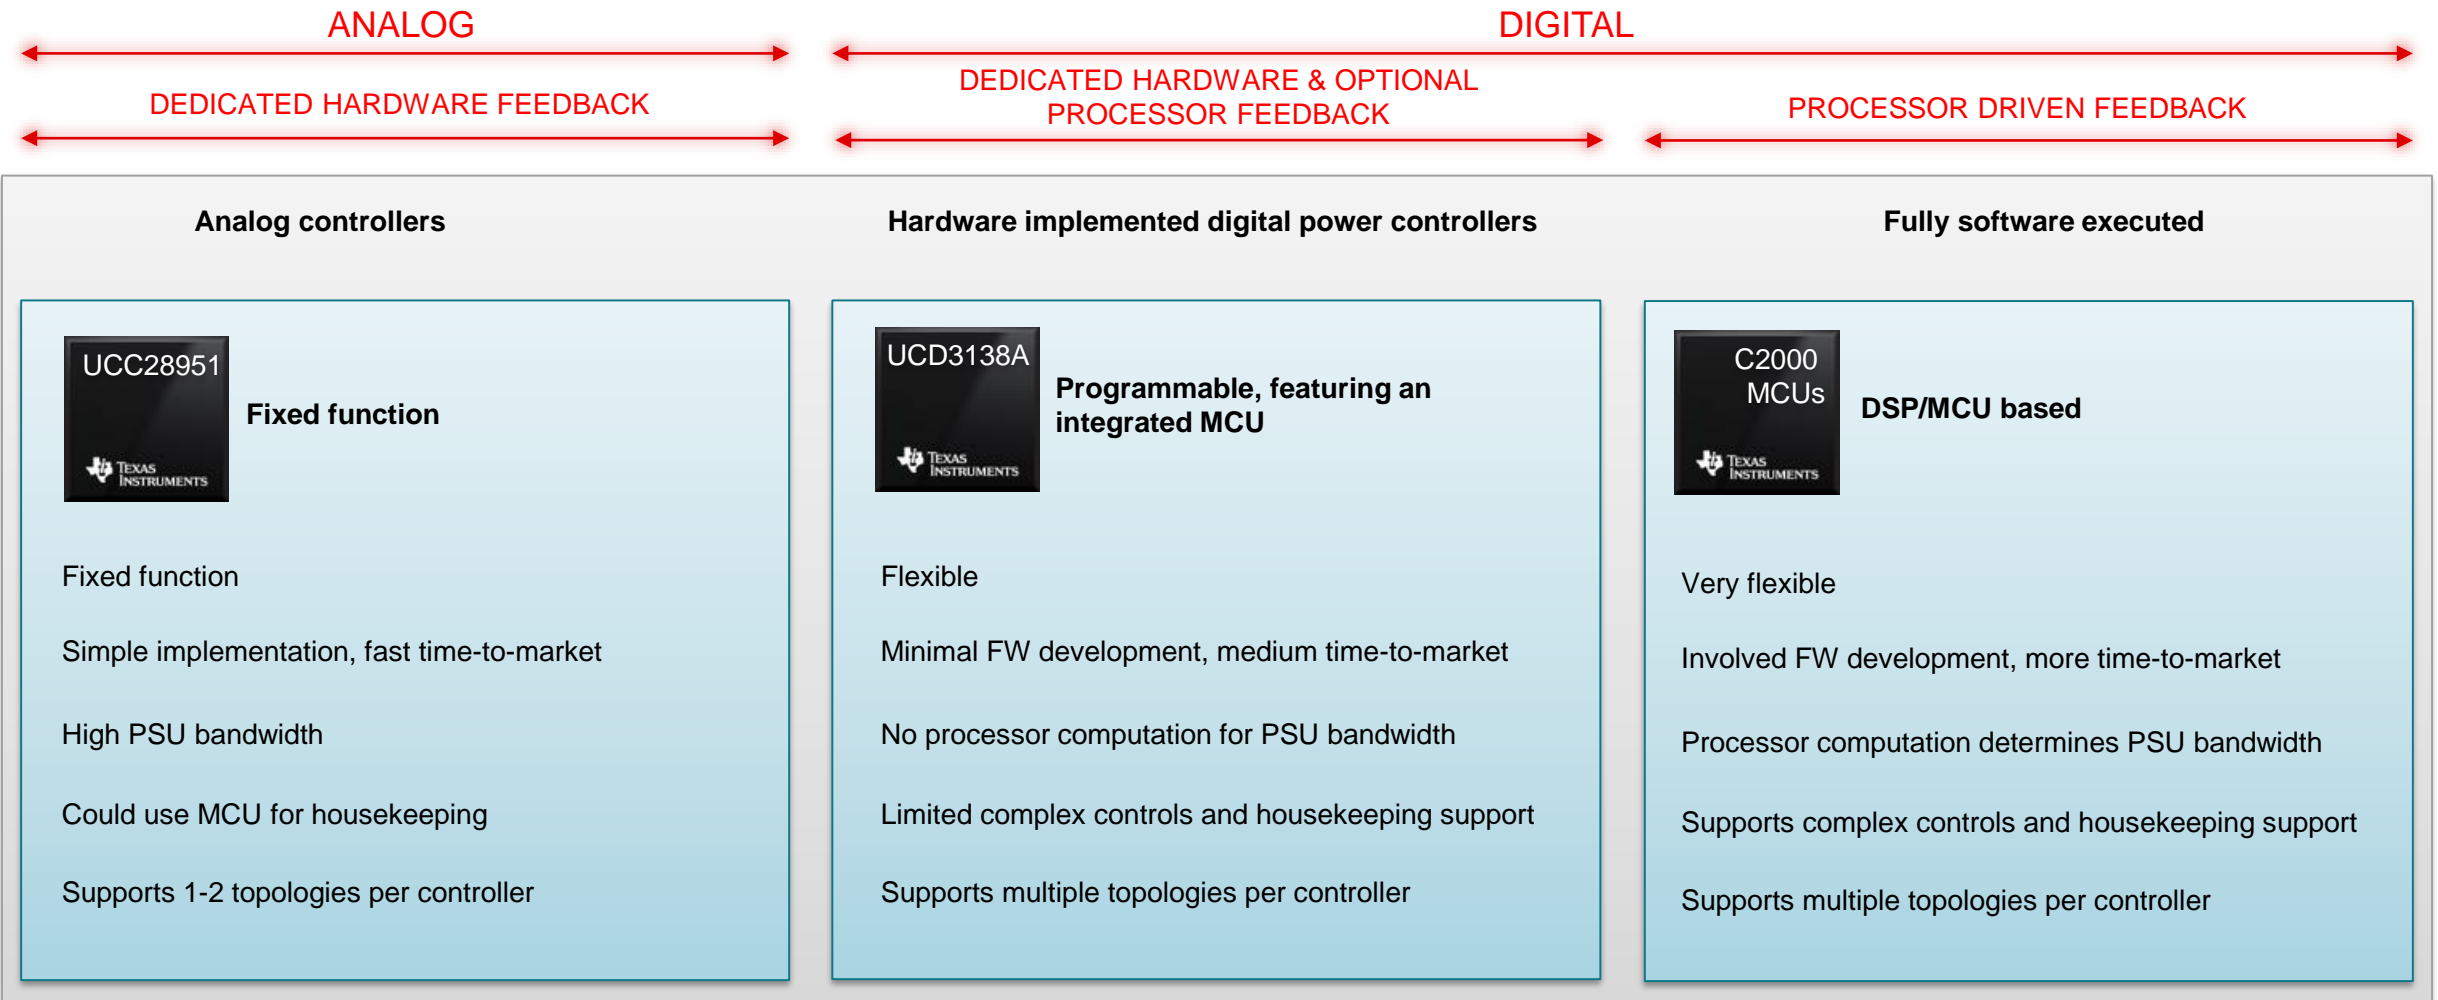 ANALOG
DIGITAL
DEDICATED HARDWARE FEEDBACK
DEDICATED HARDWARE & OPTIONAL
PROCESSOR FEEDBACK
PROCESSOR DRIVEN FEEDBACK
Analog controllers
Hardware implemented digital power controllers
Fully software executed
UCC28951
TEXAS
INSTRUMENTS
Fixed function
Fixed function
Simple implementation, fast time-to-market
High PSU bandwidth
Could use MCU for housekeeping
Supports 1-2 topologies per controller
UCD3138A
TEXAS
INSTRUMENTS
Programmable, featuring an
integrated MCU
Flexible
Minimal FW development, medium time-to-market
No processor computation for PSU bandwidth
Limited complex controls and housekeeping support
Supports multiple topologies per controller
C2000
MCUs
TEXAS
INSTRUMENTS
DSP/MCU based
Very flexible
Involved FW development, more time-to-market
Processor computation determines PSU bandwidth
Supports complex controls and housekeeping support
Supports multiple topologies per controller